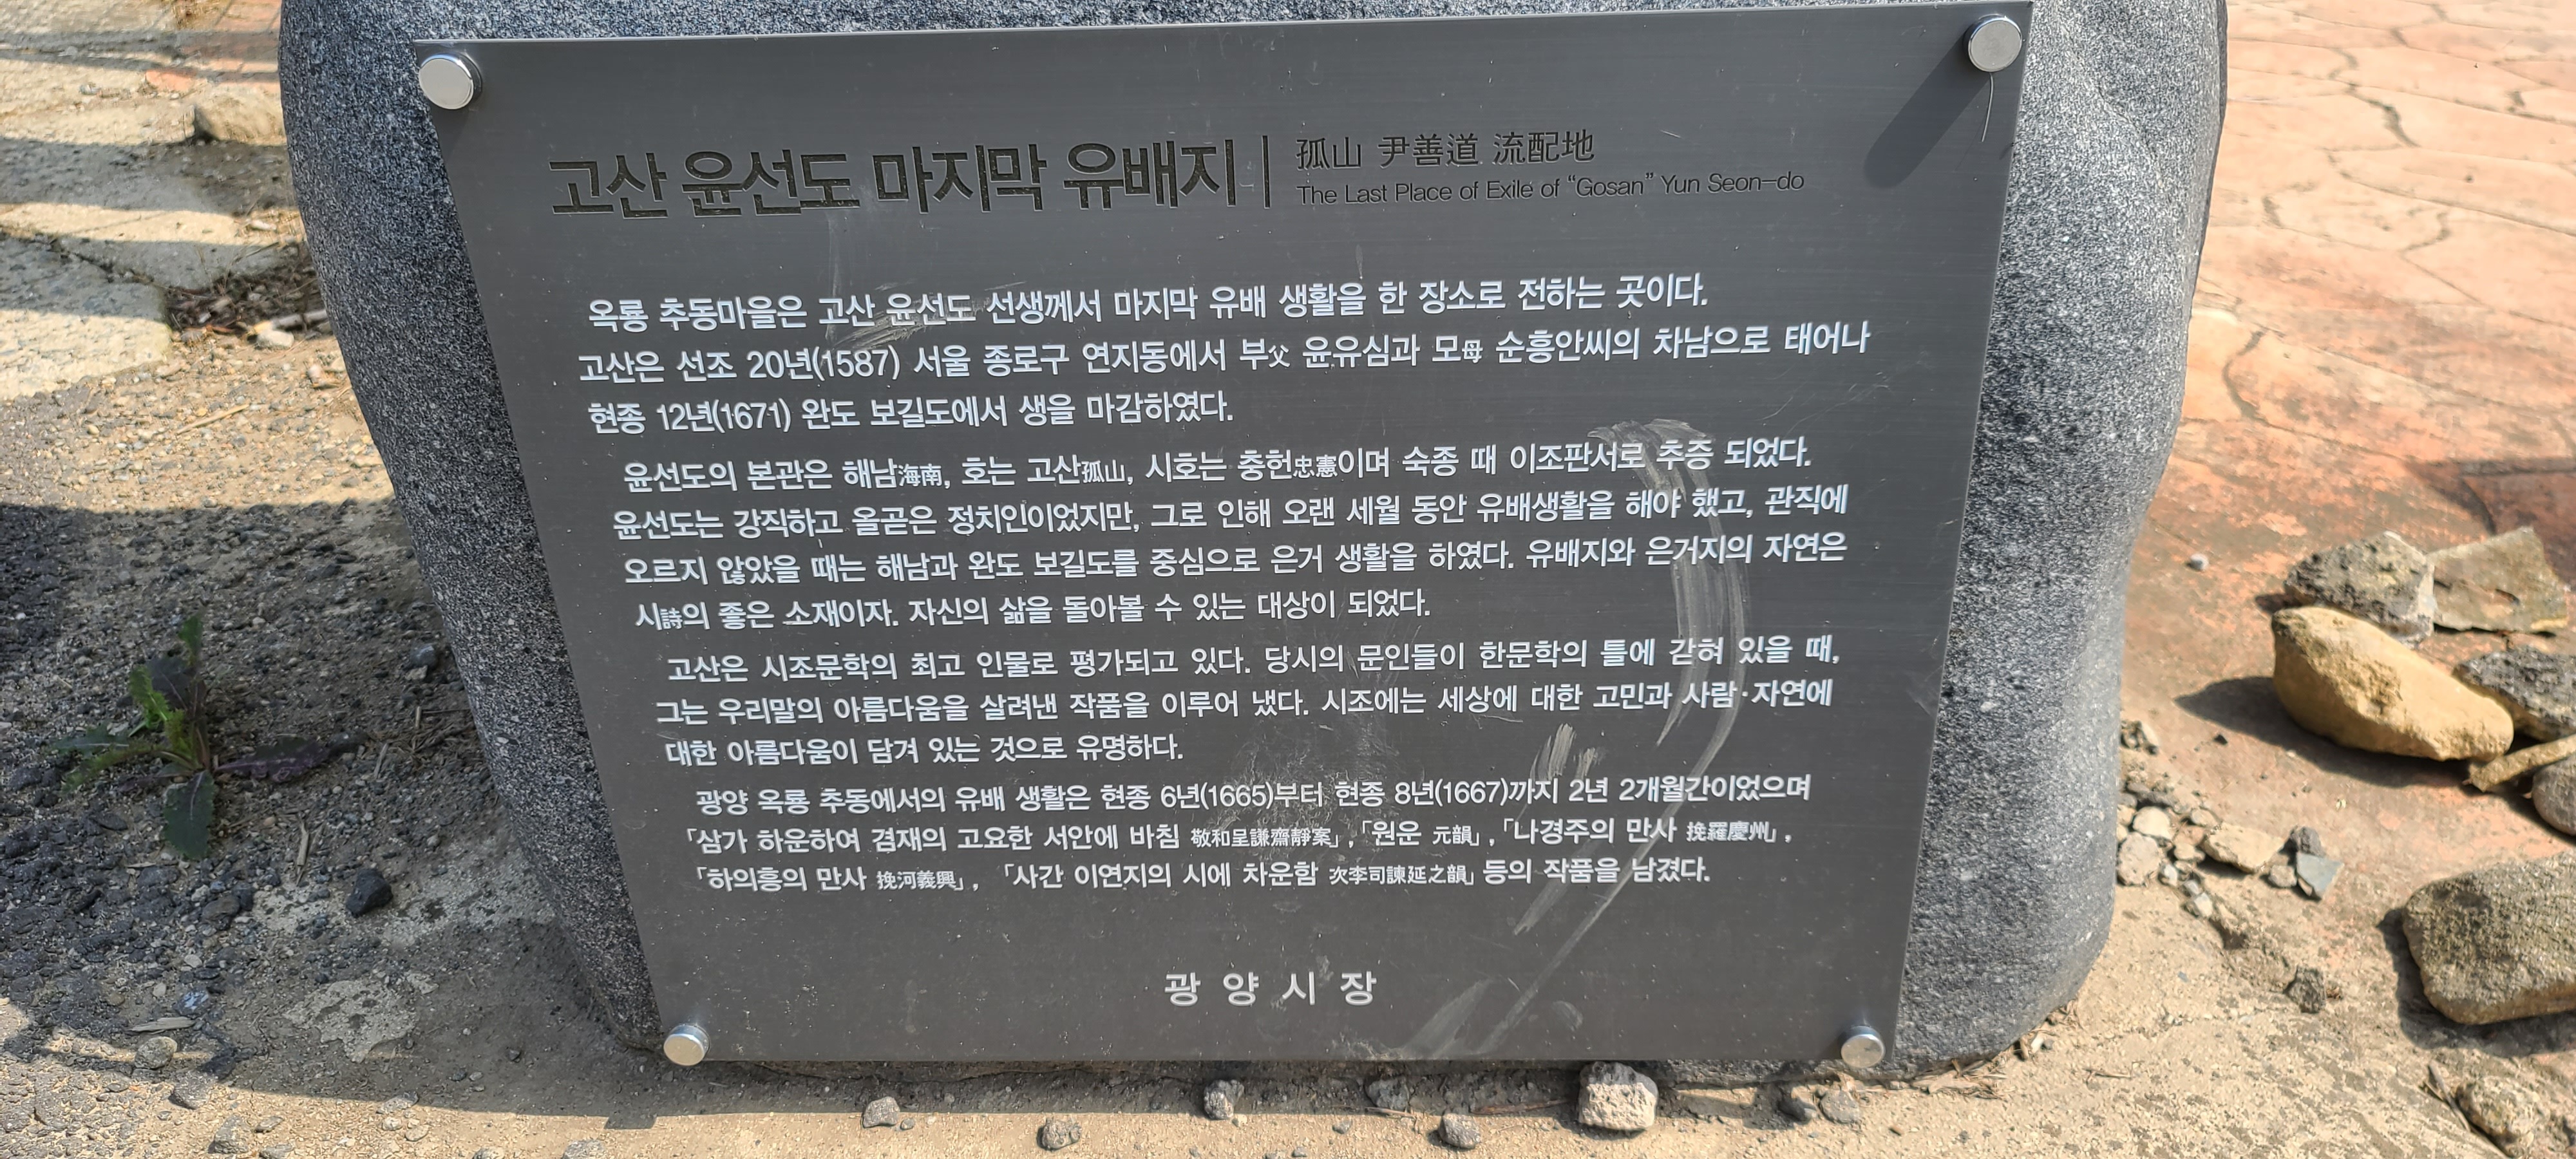 고산 윤선도 마지막 유배지
孤山 尹善道 流配地
The Last Place of Exile of “Gosan” Yun Seon-do
옥룡 추동마을은 고산 윤선도 선생께서 마지막 유배 생활을 한 장소로 전하는 곳이다.
고산은 선조 20년(1587) 서울 종로구 연지동에서 부父 윤유심과 모母 순흥안씨의 차남으로 태어나
현종 12년(1671) 완도 보길도에서 생을 마감하였다.
윤선도의 본관은 해남海南, 호는 고산孤山, 시호는 충헌忠憲이며 숙종 때 이조판서로 추증 되었다.
윤선도는 강직하고 올곧은 정치인이었지만, 그로 인해 오랜 세월 동안 유배생활을 해야 했고, 관직에
오르지 않았을 때는 해남과 완도 보길도를 중심으로 은거 생활을 하였다. 유배지와 은거지의 자연은
시詩의 좋은 소재이자. 자신의 삶을 돌아볼 수 있는 대상이 되었다.
고산은 시조문학의 최고 인물로 평가되고 있다. 당시의 문인들이 한문학의 틀에 갇혀 있을 때,
그는 우리말의 아름다움을 살려낸 작품을 이루어 냈다. 시조에는 세상에 대한 고민과 사람·자연에
대한 아름다움이 담겨 있는 것으로 유명하다.
광양 옥룡 추동에서의 유배 생활은 현종 6년(1665)부터 현종 8년(1667)까지 2년 2개월간이었으며
「삼가 하운하여 겸재의 고요한 서안에 바침 敬和呈謙齋靜案」,「원운 元韻」,「나경주의 만사 挽羅慶州」,
「하의흥의 만사 挽河義興」, 「사간 이연지의 시에 차운함 次李司諫延之韻」 등의 작품을 남겼다.
광 양 시 장